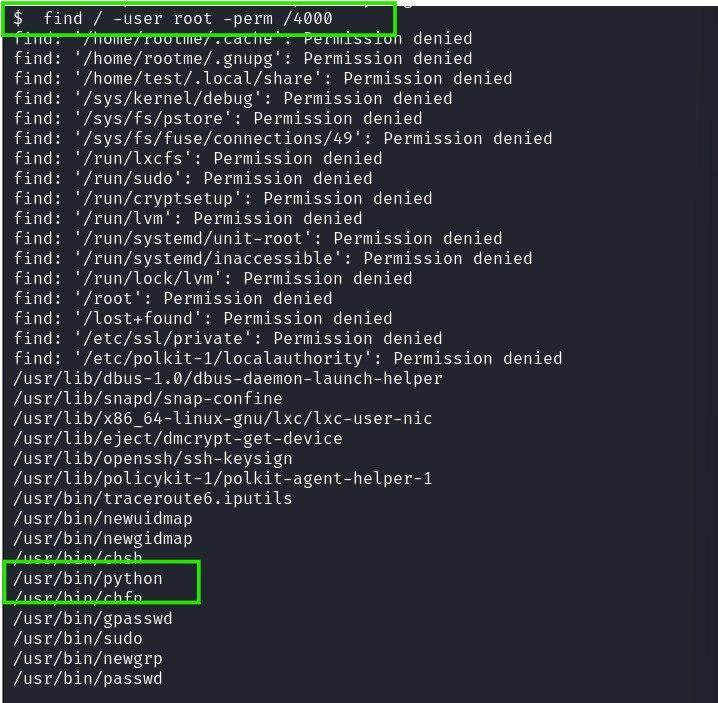 $  find / -user root -perm /4000
find: '/home/rootme/.cache': Permission denied
find: '/home/rootme/.gnupg': Permission denied
find: '/home/test/.local/share': Permission denied
find: '/sys/kernel/debug': Permission denied
find: '/sys/fs/pstore': Permission denied
find: '/sys/fs/fuse/connections/49': Permission denied
find: '/run/lxcfs': Permission denied
find: '/run/sudo': Permission denied
find: '/run/cryptsetup': Permission denied
find: '/run/lvm': Permission denied
find: '/run/systemd/unit-root': Permission denied
find: '/run/systemd/inaccessible': Permission denied
find: '/run/lock/lvm': Permission denied
find: '/root': Permission denied
find: '/lost+found': Permission denied
find: '/etc/ssl/private': Permission denied
find: '/etc/polkit-1/localauthority': Permission denied
/usr/lib/dbus-1.0/dbus-daemon-launch-helper
/usr/lib/snapd/snap-confine
/usr/lib/x86_64-linux-gnu/lxc/lxc-user-nic
/usr/lib/eject/dmcrypt-get-device
/usr/lib/openssh/ssh-keysign
/usr/lib/policykit-1/polkit-agent-helper-1
/usr/bin/traceroute6.iputils
/usr/bin/newuidmap
/usr/bin/newgidmap
/usr/bin/chsh
/usr/bin/python
/usr/bin/chfn
/usr/bin/gpasswd
/usr/bin/sudo
/usr/bin/newgrp
/usr/bin/passwd